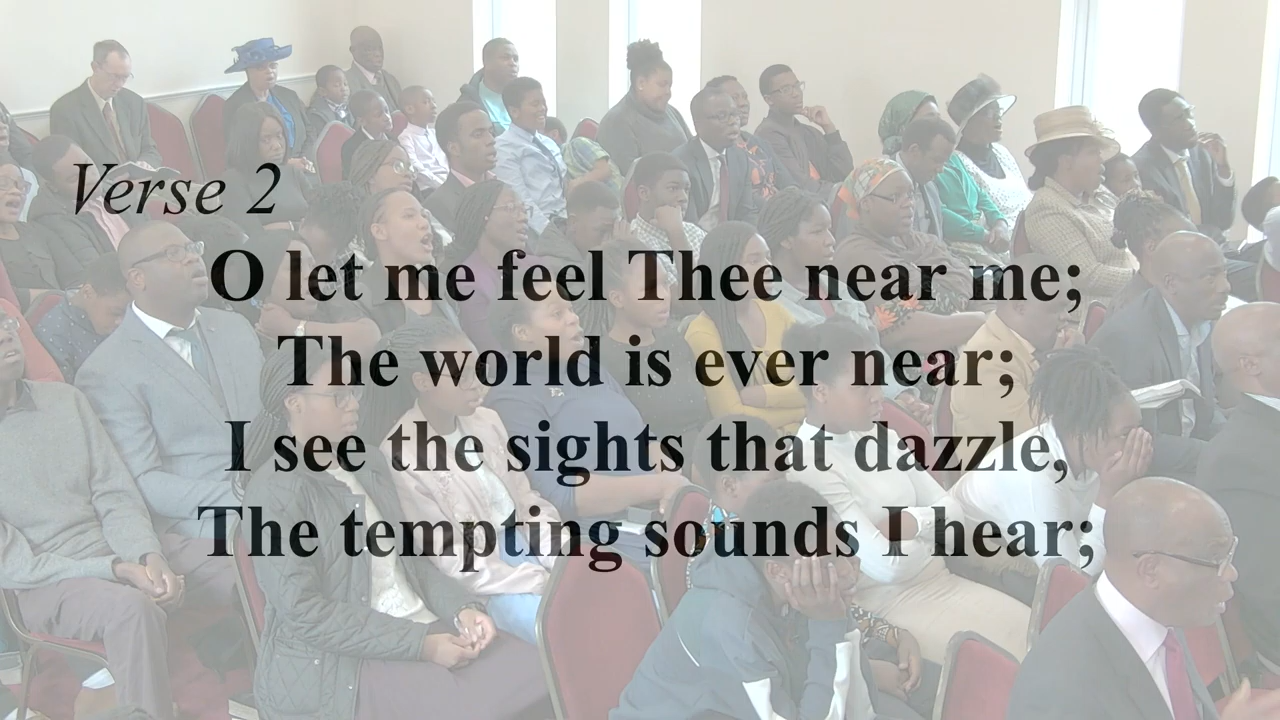 Verse 2
O let me feel Thee near me;
The world is ever near;
I see the sights that dazzle,
The tempting sounds I hear;